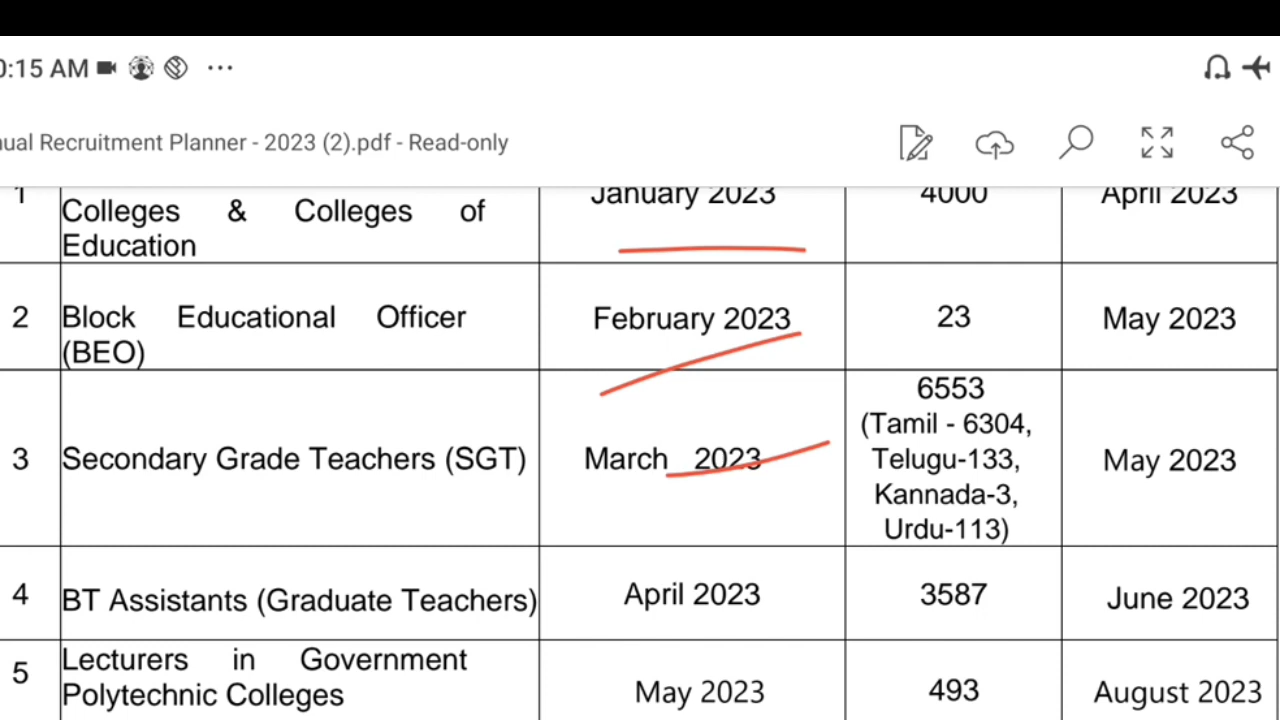 0:15 AM
ual Recruitment Planner - 2023 (2).pdf - Read-only
1 Colleges & Colleges of January 2023 4000 April 2023
Education
2 Block Educational Officer February 2023 23 May 2023
(BEO)
6553
(Tamil - 6304,
3 Secondary Grade Teachers (SGT) March 2023 Telugu-133, May 2023
Kannada-3,
Urdu-113)
4 BT Assistants (Graduate Teachers) April 2023 3587 June 2023
5 Lecturers in Government
Polytechnic Colleges May 2023 493 August 2023